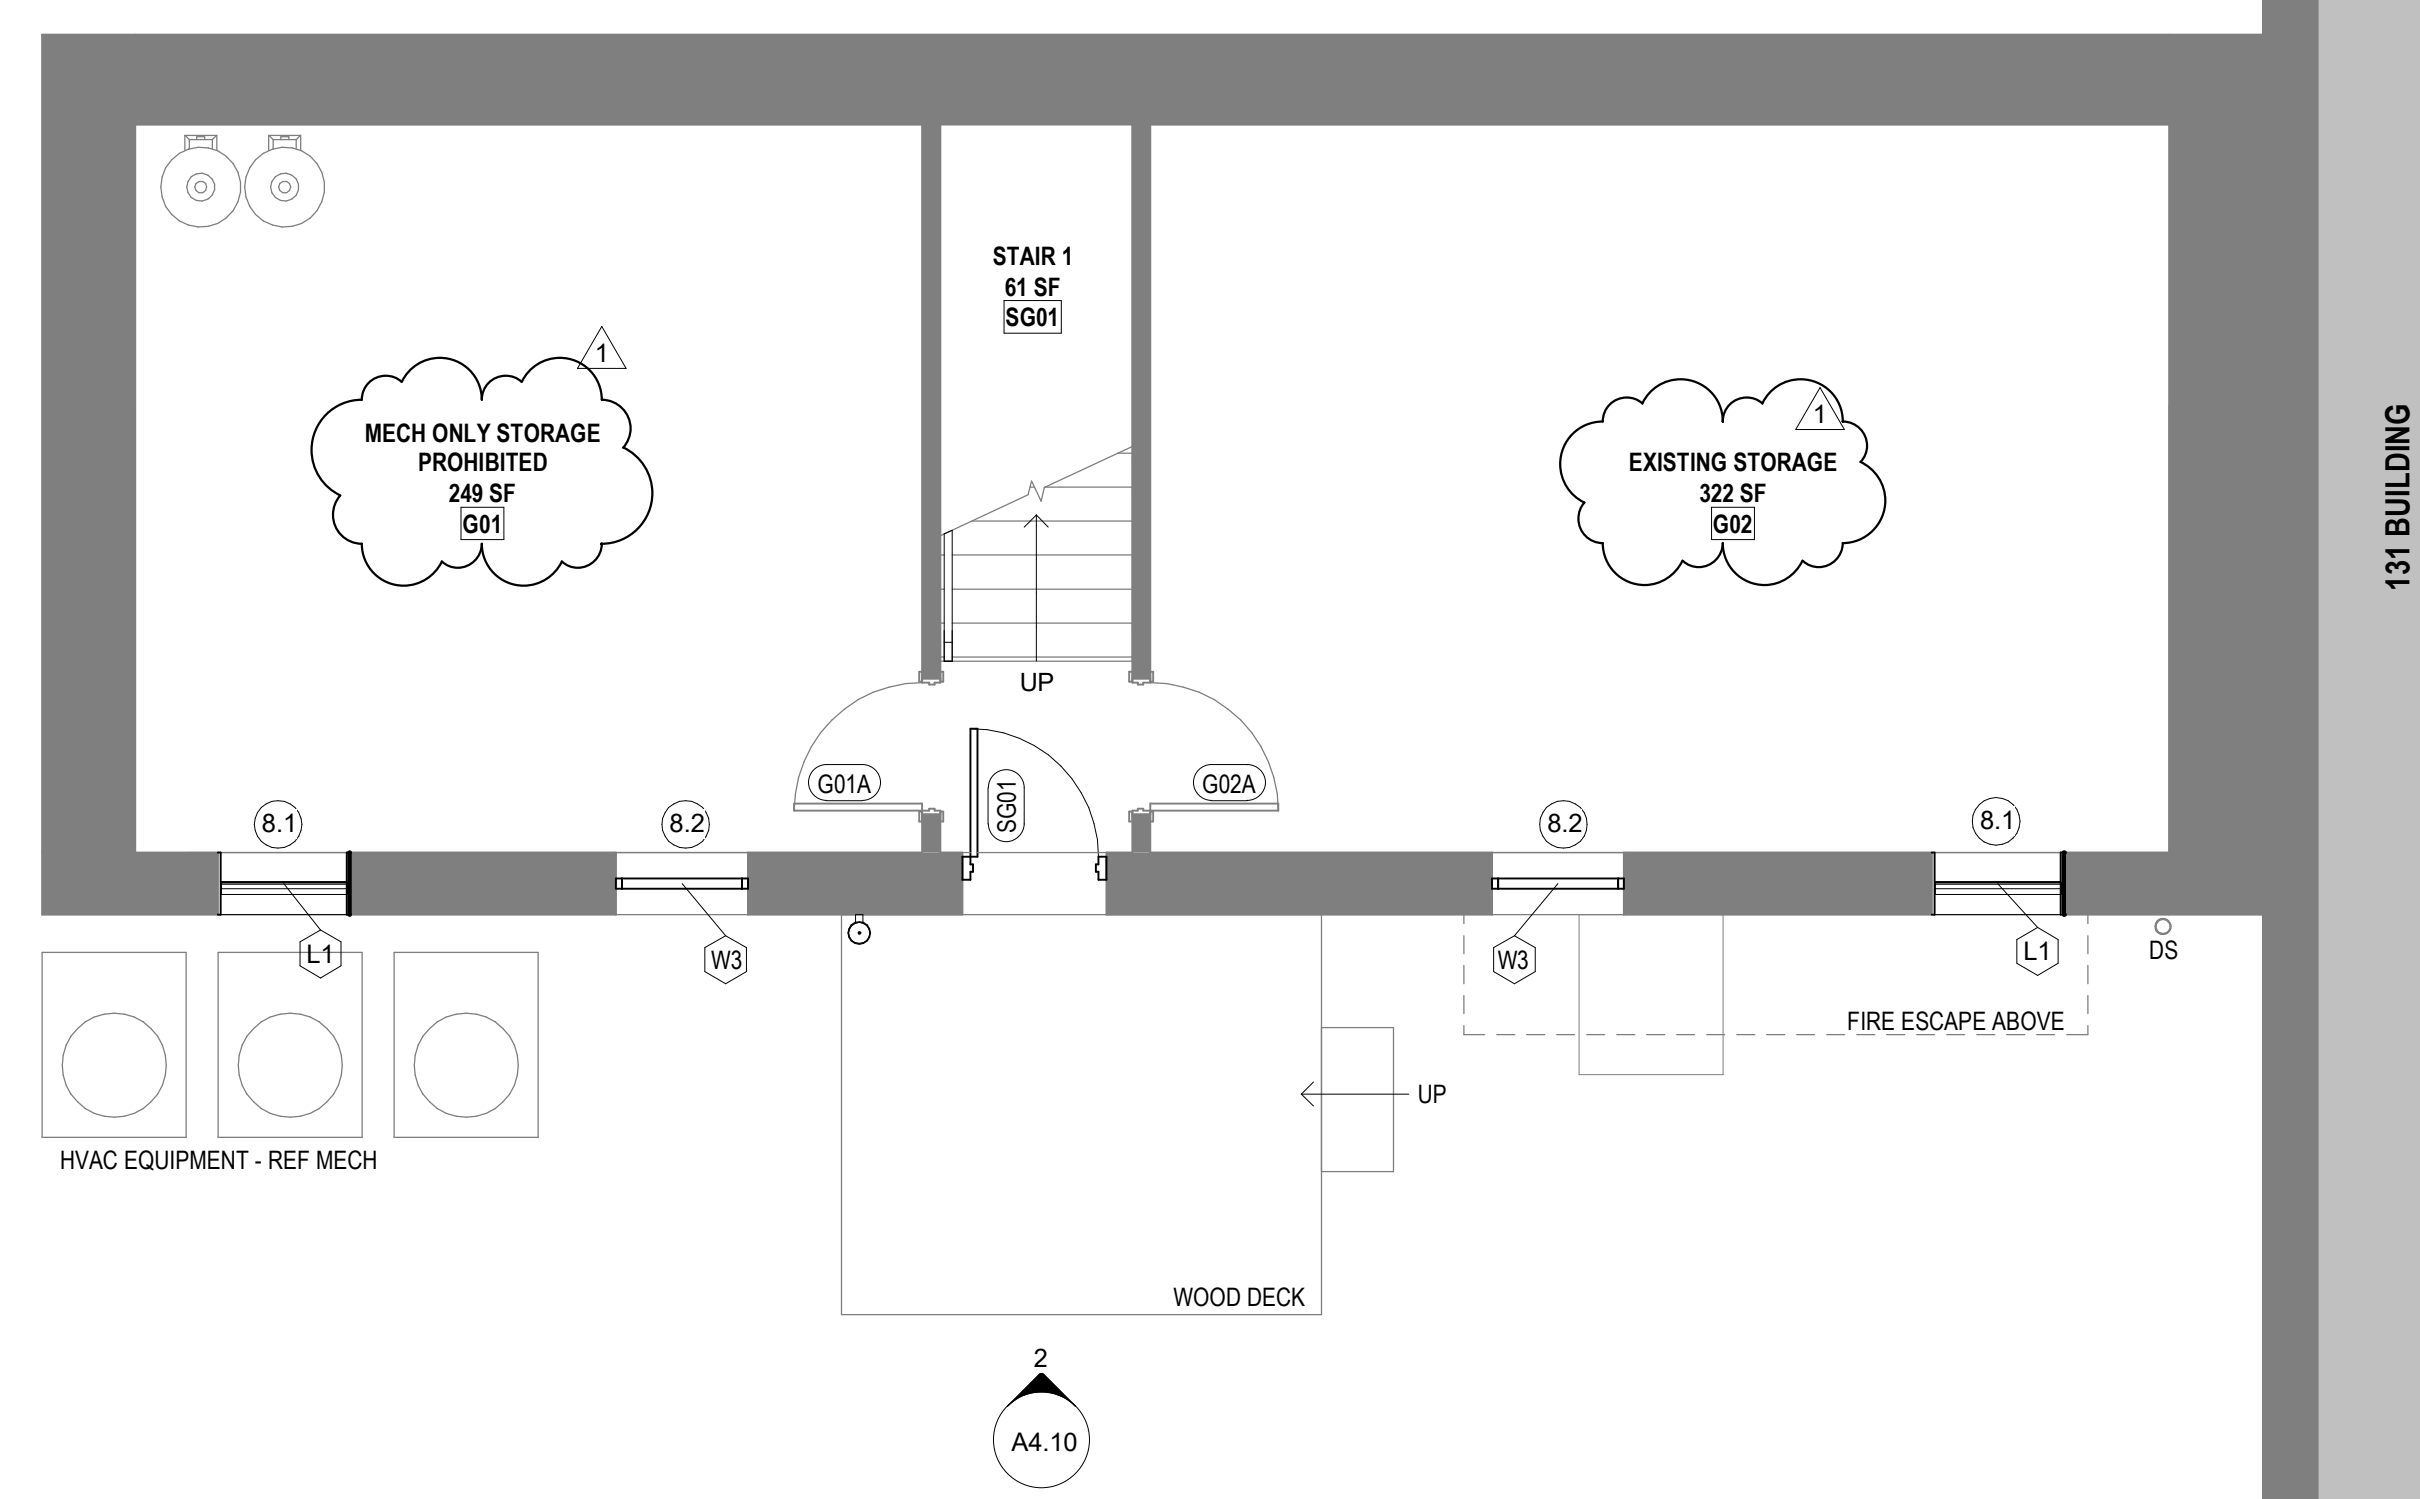 STAIR 1
61 SF
SG01
1
MECH ONLY STORAGE
PROHIBITED
249 SF
G01
1
EXISTING STORAGE
322 SF
G02
131 BUILDING
UP
G01A
SG01
G02A
8.1
8.2
8.2
8.1
L1
W3
W3
L1
DS
FIRE ESCAPE ABOVE
UP
HVAC EQUIPMENT - REF MECH
WOOD DECK
2
A4.10